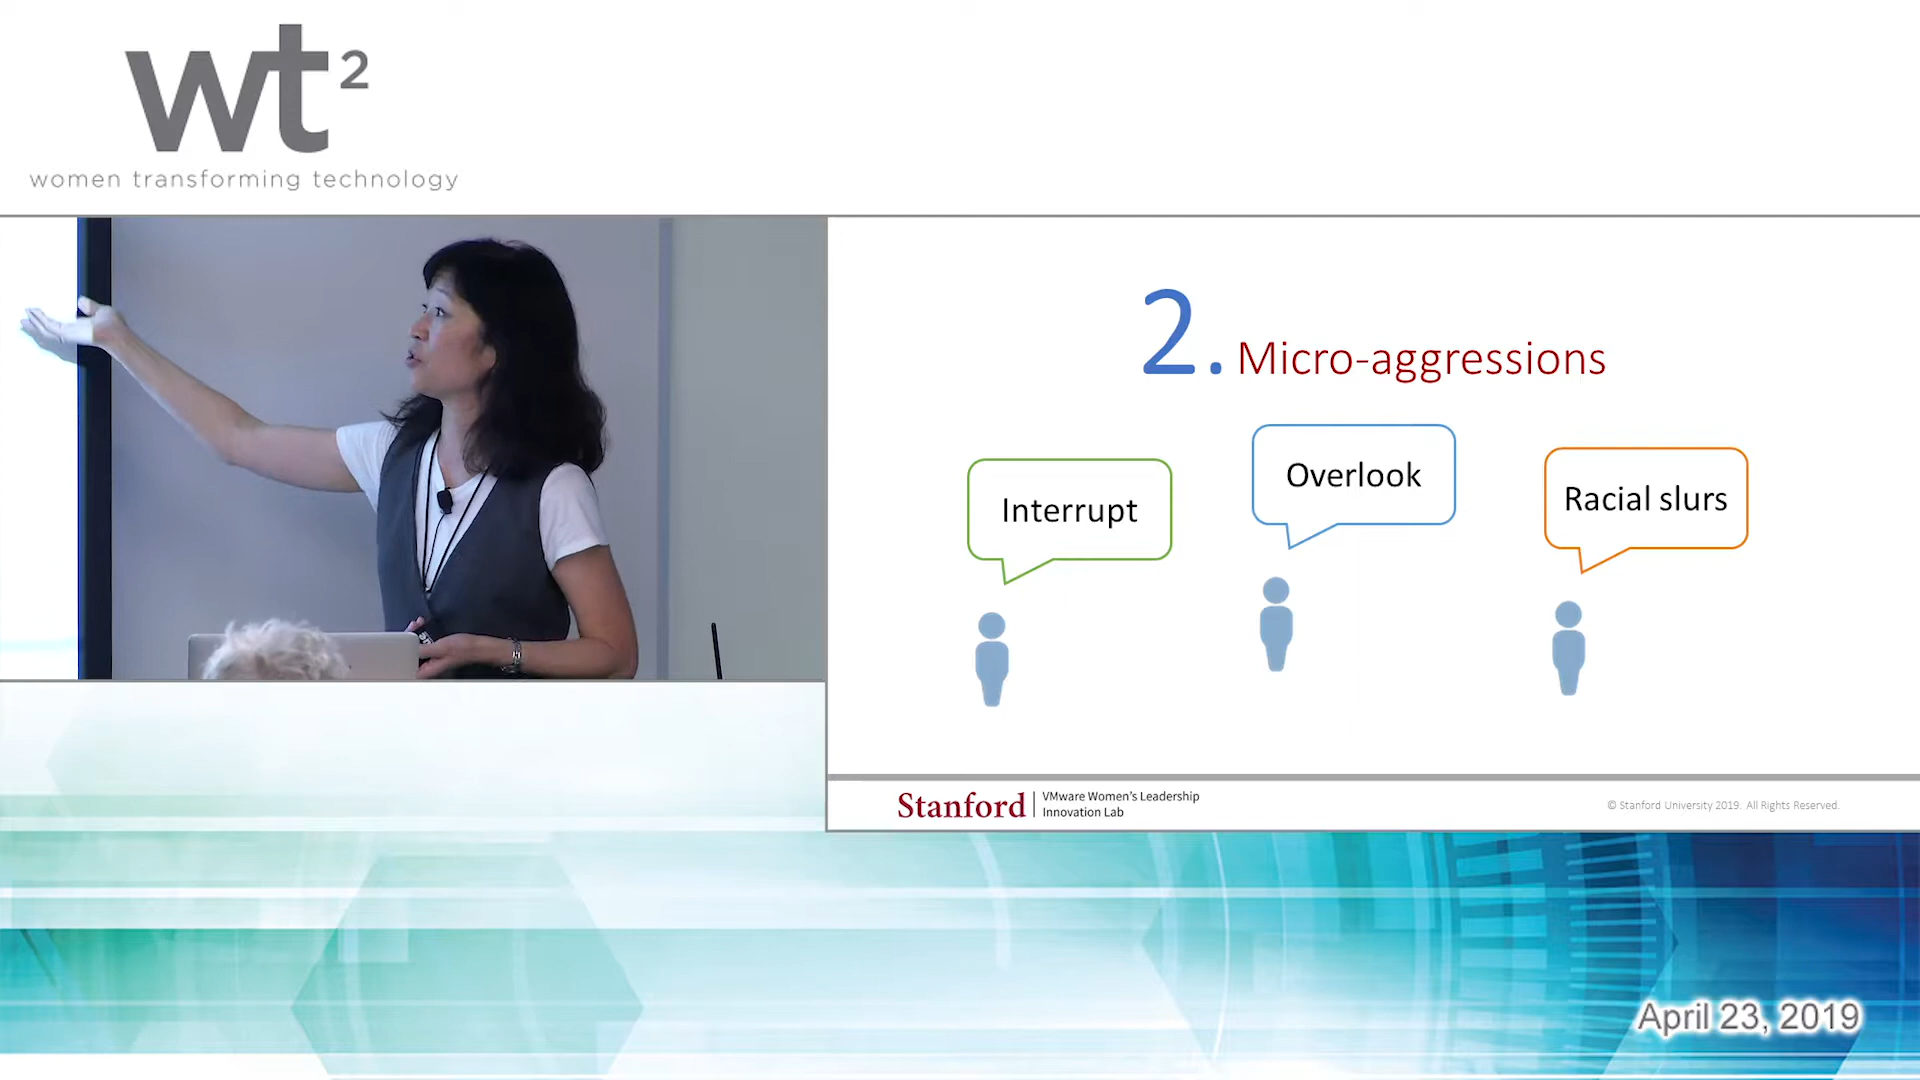 wt²
women transforming technology
2. Micro-aggressions
Interrupt
Overlook
Racial slurs
Stanford
VMware Women's Leadership
Innovation Lab
© Stanford University 2019. All Rights Reserved.
April 23, 2019